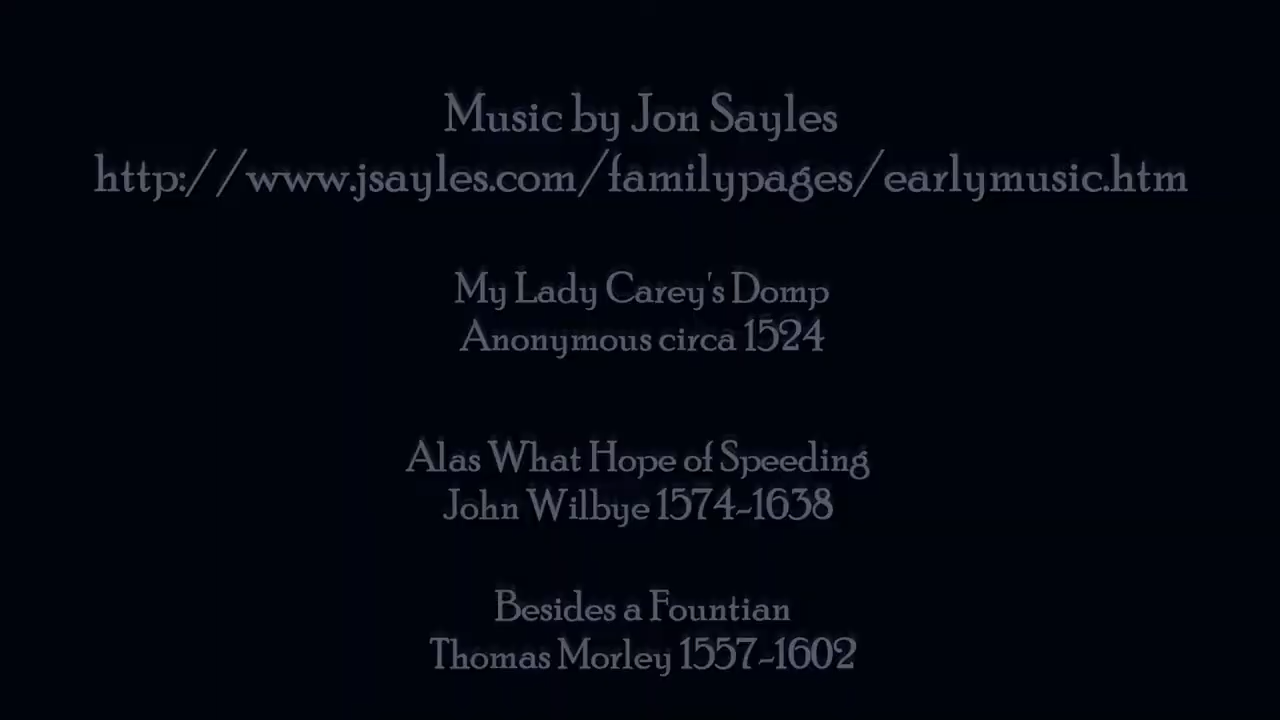 Music by Jon Sayles
http://www.jsayles.com/familypages/earlymusic.htm
My Lady Carey's Domp
Anonymous circa 1524
Alas What Hope of Speeding
John Wilbye 1574-1638
Besides a Fountian
Thomas Morley 1557-1602